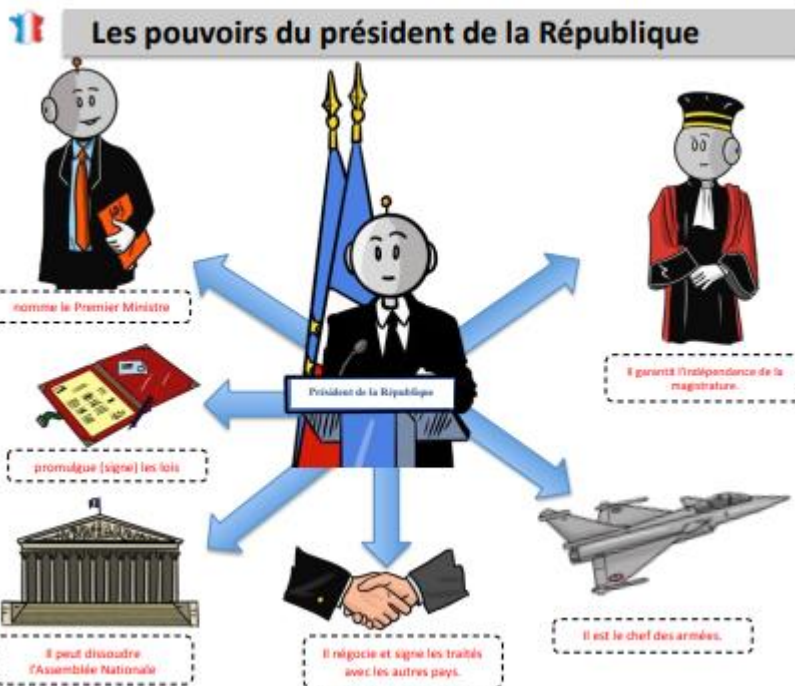 Les pouvoirs du président de la République
nomme le Premier Ministre
Il garantit l'indépendance de la
magistrature.
Président de la République
promulgue (signe) les lois
Il peut dissoudre
l'Assemblée Nationale
Il négocie et signe les traités
avec les autres pays.
Il est le chef des armées.